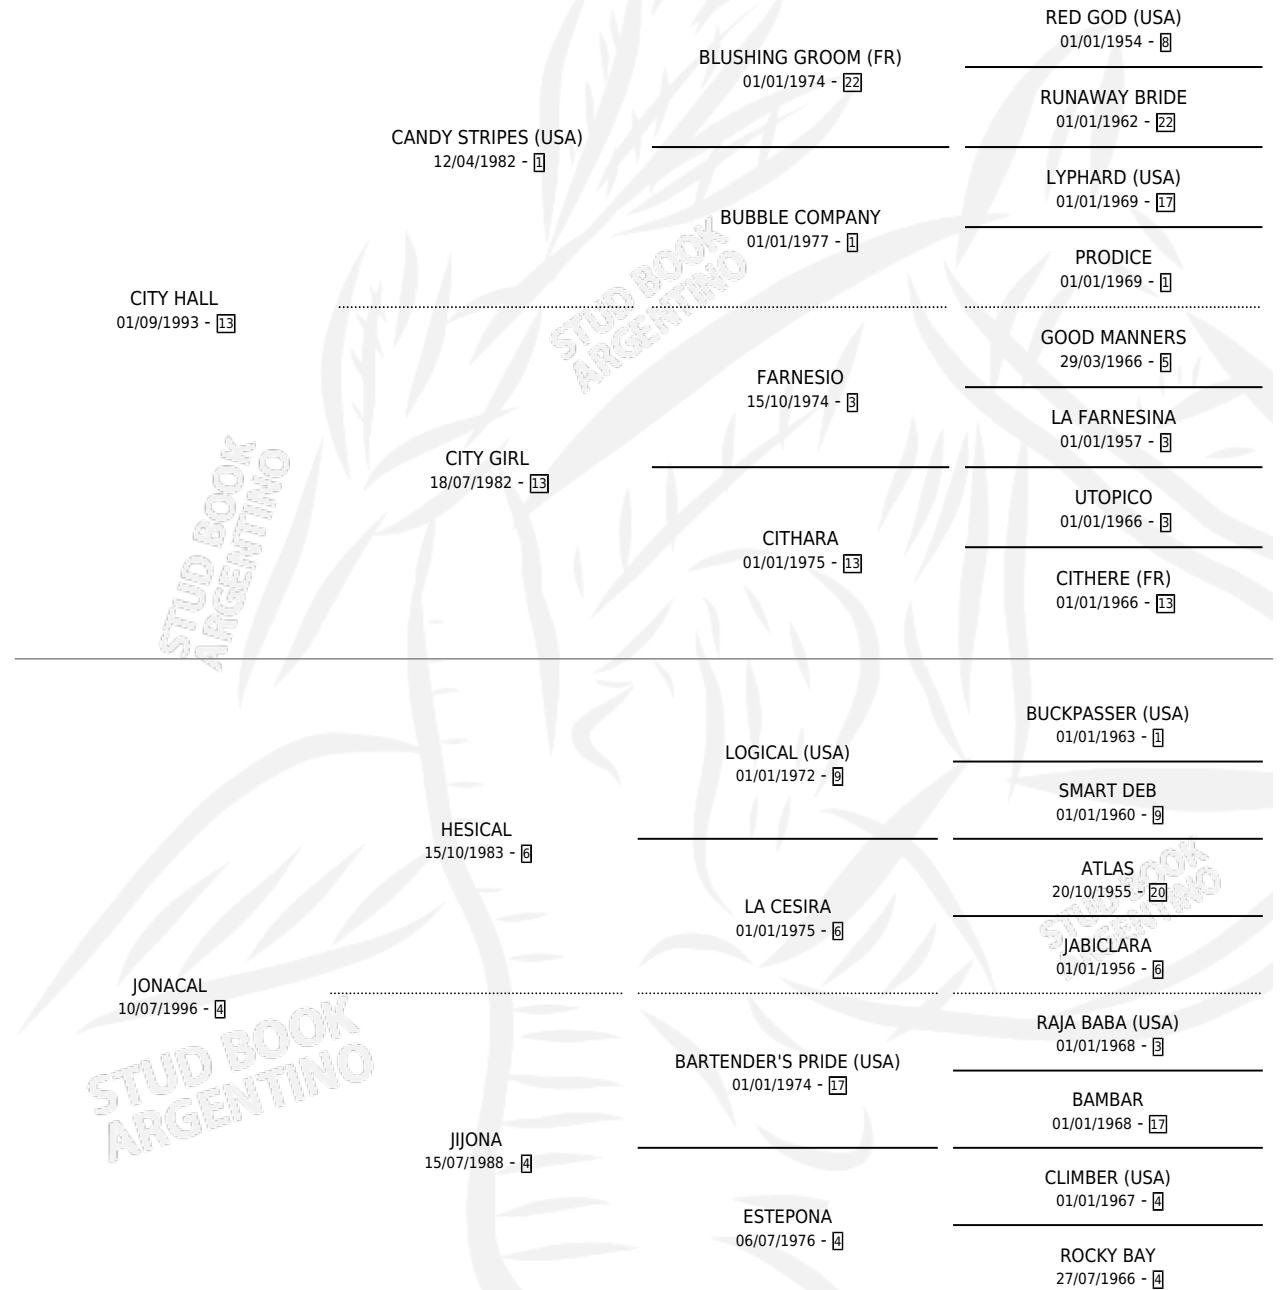 RED GOD (USA)
01/01/1954 - 8
BLUSHING GROOM (FR)
01/01/1974 - 22
RUNAWAY BRIDE
01/01/1962 - 22
CANDY STRIPES (USA)
12/04/1982 - 1
LYPHARD (USA)
01/01/1969 - 17
BUBBLE COMPANY
01/01/1977 - 1
PRODICE
01/01/1969 - 1
CITY HALL
01/09/1993 - 13
STUD BOOK
ARGENTINO
GOOD MANNERS
29/03/1966 - 5
FARNESIO
15/10/1974 - 3
LA FARNESINA
01/01/1957 - 3
CITY GIRL
18/07/1982 - 13
UTOPICO
01/01/1966 - 3
CITHARA
01/01/1975 - 13
CITHERE (FR)
01/01/1966 - 13
STUD BOOK
ARGENTINO
BUCKPASSER (USA)
01/01/1963 - 1
LOGICAL (USA)
01/01/1972 - 9
SMART DEB
01/01/1960 - 9
HESICAL
15/10/1983 - 6
ATLAS
20/10/1955 - 20
LA CESIRA
01/01/1975 - 6
STUD BOOK
ARGENTINO
JABICLARA
01/01/1956 - 6
JONACAL
10/07/1996 - 4
STUD BOOK
ARGENTINO
RAJA BABA (USA)
01/01/1968 - 3
BARTENDER'S PRIDE (USA)
01/01/1974 - 17
BAMBAR
01/01/1968 - 17
JIJONA
15/07/1988 - 4
CLIMBER (USA)
01/01/1967 - 4
ESTEPONA
06/07/1976 - 4
ROCKY BAY
27/07/1966 - 4